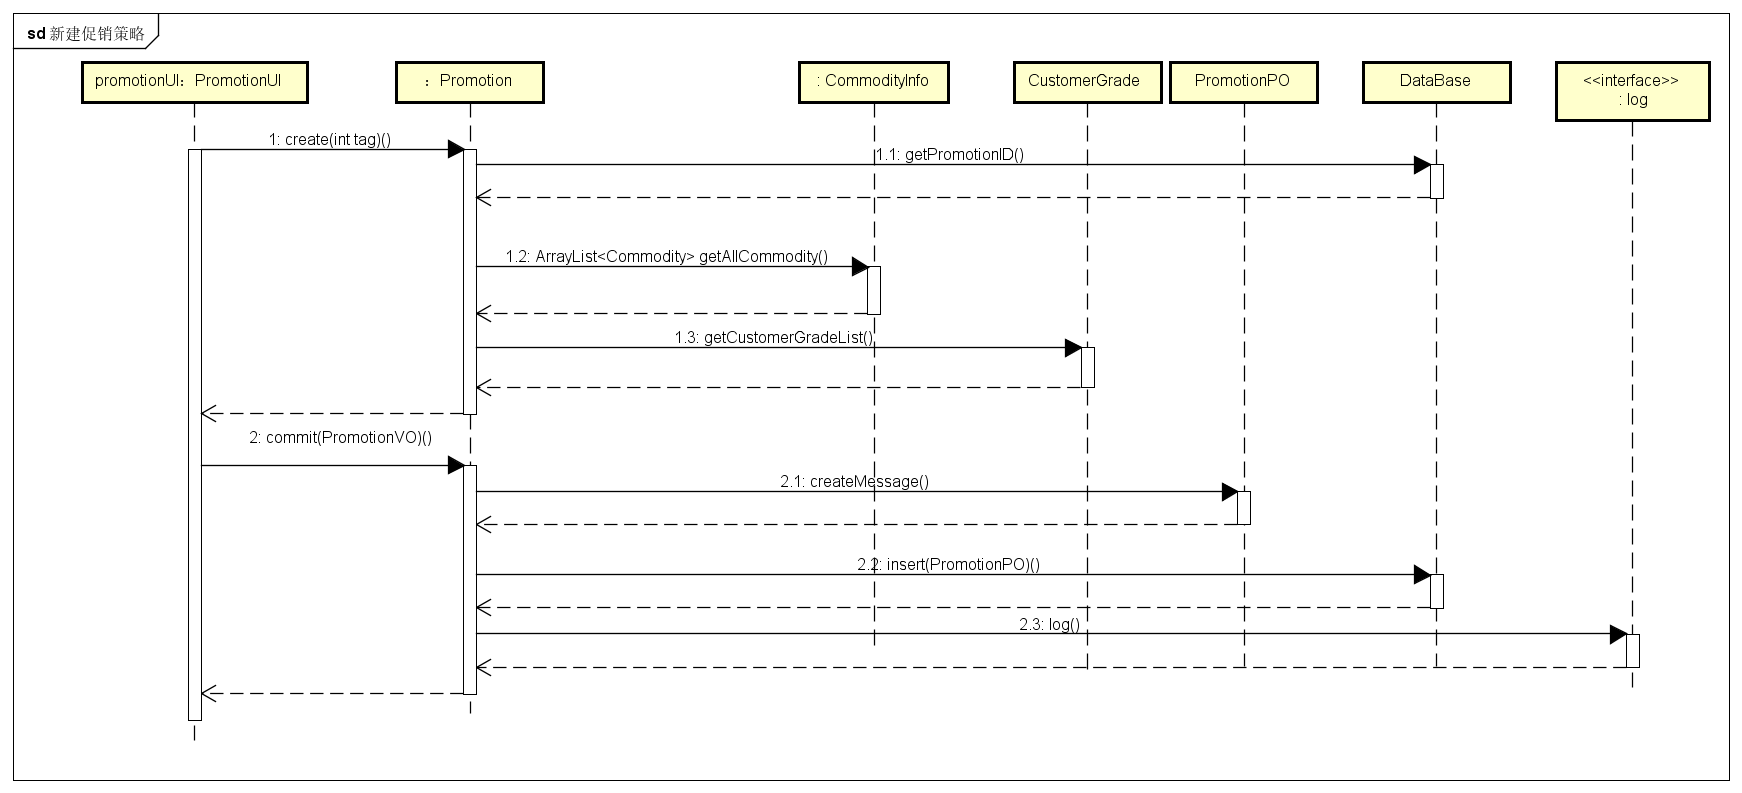 sd 新建促销策略
promotionUI：PromotionUI
：Promotion
: CommodityInfo
CustomerGrade
PromotionPO
DataBase
<<interface>>
: log
1: create(int tag)()
1.1: getPromotionID()
1.2: ArrayList<Commodity> getAllCommodity()
1.3: getCustomerGradeList()
2: commit(PromotionVO)()
2.1: createMessage()
2.2: insert(PromotionPO)()
2.3: log()